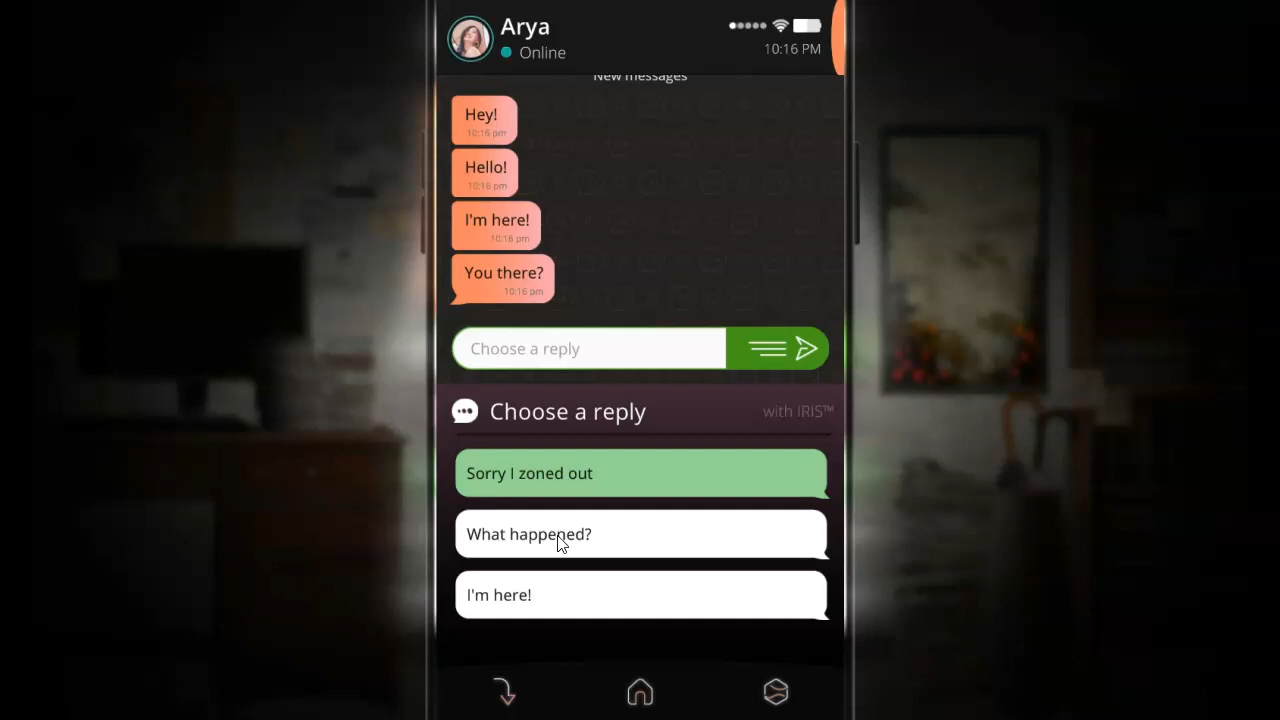 Arya
Online
10:16 PM
New messages
Hey!
10:16 pm
Hello!
10:16 pm
I'm here!
10:16 pm
You there?
10:16 pm
Choose a reply
Choose a reply
with IRIS™
Sorry I zoned out
What happened?
I'm here!